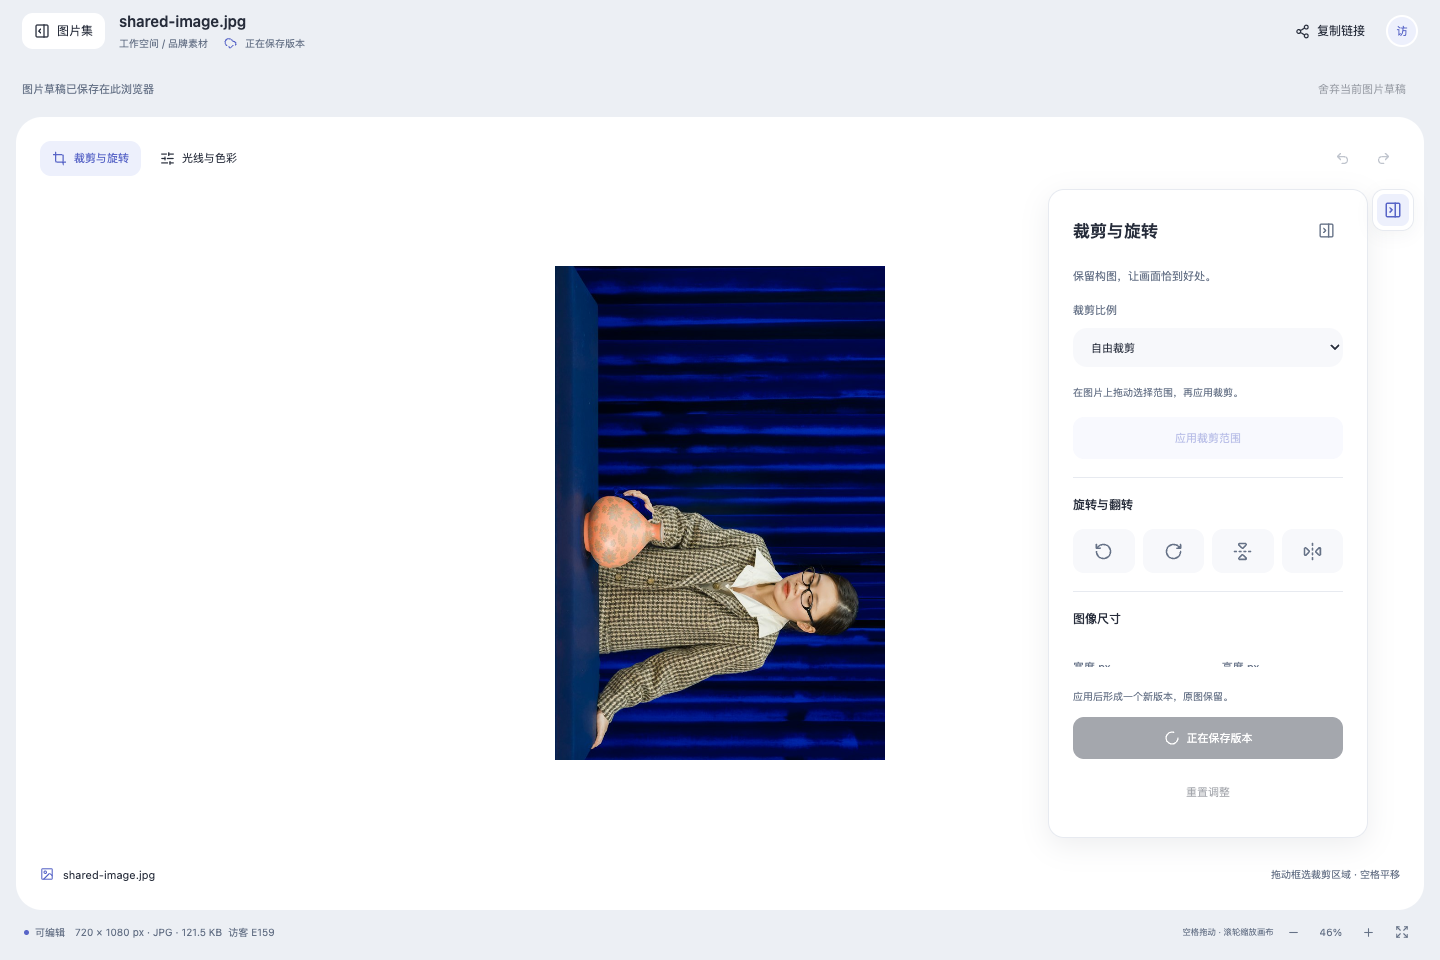 图片集
shared-image.jpg
工作空间 / 品牌素材
正在保存版本
复制链接
访
图片草稿已保存在此浏览器
舍弃当前图片草稿
裁剪与旋转
光线与色彩
裁剪与旋转
保留构图，让画面恰到好处。
裁剪比例
自由裁剪
在图片上拖动选择范围，再应用裁剪。
应用裁剪范围
旋转与翻转
图像尺寸
宽度 px
高度 px
应用后形成一个新版本，原图保留。
正在保存版本
重置调整
shared-image.jpg
拖动框选裁剪区域 · 空格平移
可编辑 720 × 1080 px · JPG · 121.5 KB 访客 E159
空格拖动 · 滚轮缩放画布
46%